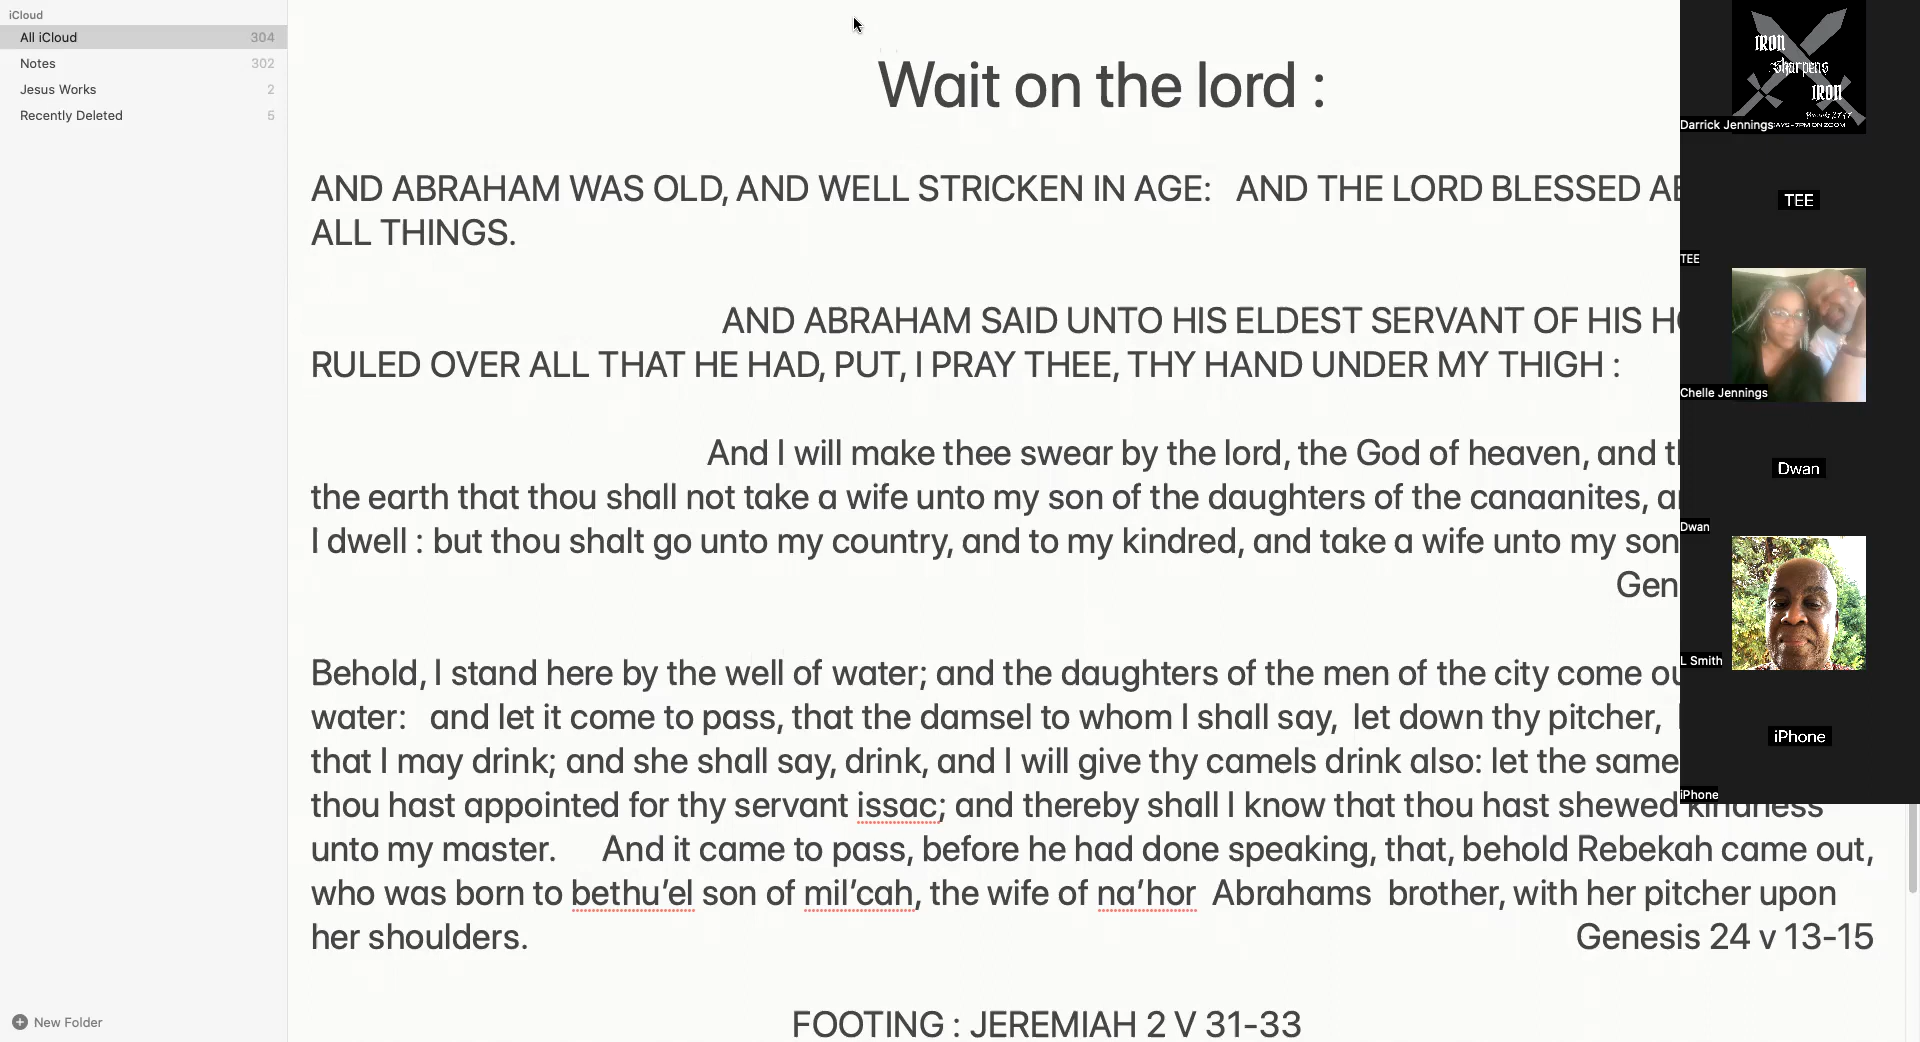 iCloud
All iCloud 304
Notes 302
Jesus Works 2
Recently Deleted 5
New Folder
Wait on the lord :
AND ABRAHAM WAS OLD, AND WELL STRICKEN IN AGE: AND THE LORD BLESSED
ALL THINGS.
AND ABRAHAM SAID UNTO HIS ELDEST SERVANT OF HIS
RULED OVER ALL THAT HE HAD, PUT, I PRAY THEE, THY HAND UNDER MY THIGH :
And I will make thee swear by the lord, the God of heaven, and
the earth that thou shall not take a wife unto my son of the daughters of the canaanites,
I dwell : but thou shalt go unto my country, and to my kindred, and take a wife unto my son
Gen
Behold, I stand here by the well of water; and the daughters of the men of the city come
water: and let it come to pass, that the damsel to whom I shall say, let down thy pitcher,
that I may drink; and she shall say, drink, and I will give thy camels drink also: let the same
thou hast appointed for thy servant issac; and thereby shall I know that thou hast shewed kindness
unto my master. And it came to pass, before he had done speaking, that, behold Rebekah came out,
who was born to bethu’el son of mil’cah, the wife of na’hor Abrahams brother, with her pitcher upon
her shoulders. Genesis 24 v 13-15
FOOTING : JEREMIAH 2 V 31-33
IRON
Sharpens
IRON
Darrick Jennings
TEE
TEE
Chelle Jennings
Dwan
Dwan
L Smith
iPhone
iPhone